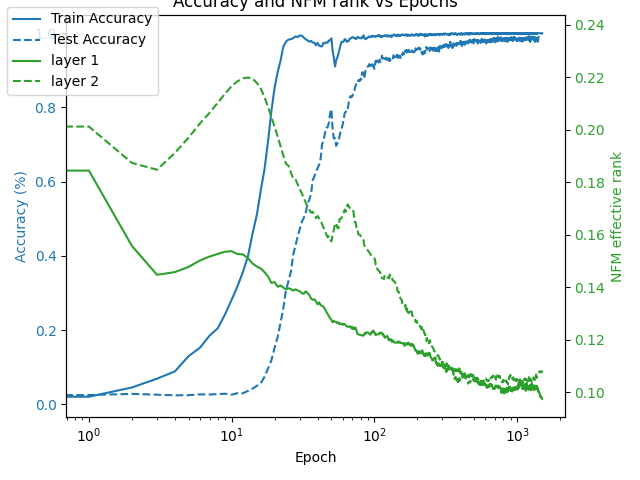 Accuracy and NFM rank vs Epochs
Train Accuracy
Test Accuracy
layer 1
layer 2
1.0
0.8
0.6
0.4
0.2
0.0
Accuracy (%)
0.24
0.22
0.20
0.18
0.16
0.14
0.12
0.10
NFM effective rank
10⁰
10¹
10²
10³
Epoch